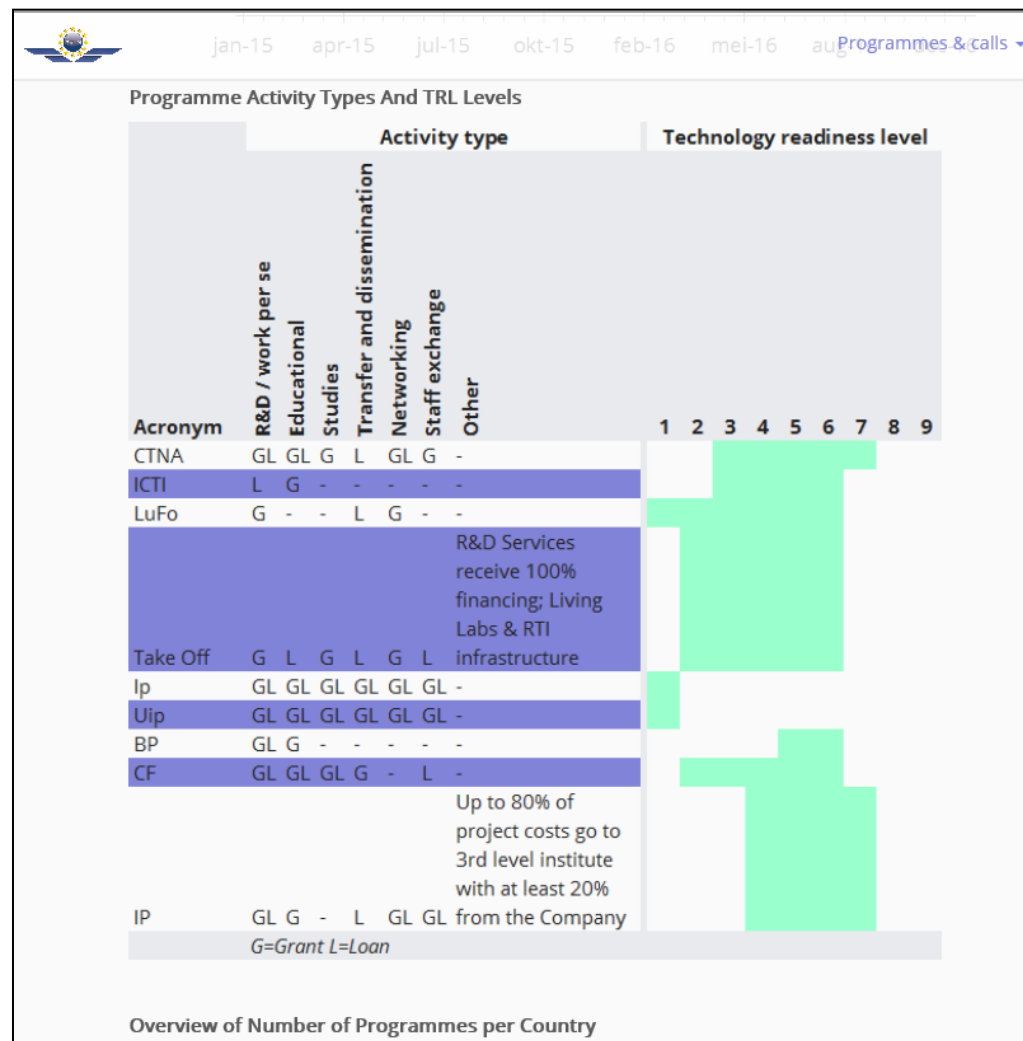 jan-15 apr-15 jul-15 okt-15 feb-16 mei-16 aug
Programmes & calls
Programme Activity Types And TRL Levels
Activity type Technology readiness level
Acronym R&D / work per se Educational Studies Transfer and dissemination Networking Staff exchange Other 1 2 3 4 5 6 7 8 9
CTNA GL GL G L GL G -
ICTI L G - - - - -
LuFo G - - L G - -
R&D Services
receive 100%
financing; Living
Labs & RTI
Take Off G L G L G L infrastructure
Ip GL GL GL GL GL GL -
Uip GL GL GL GL GL GL -
BP GL G - - - - -
CF GL GL GL G - L -
Up to 80% of
project costs go to
3rd level institute
with at least 20%
IP GL G - L GL GL from the Company
G=Grant L=Loan
Overview of Number of Programmes per Country